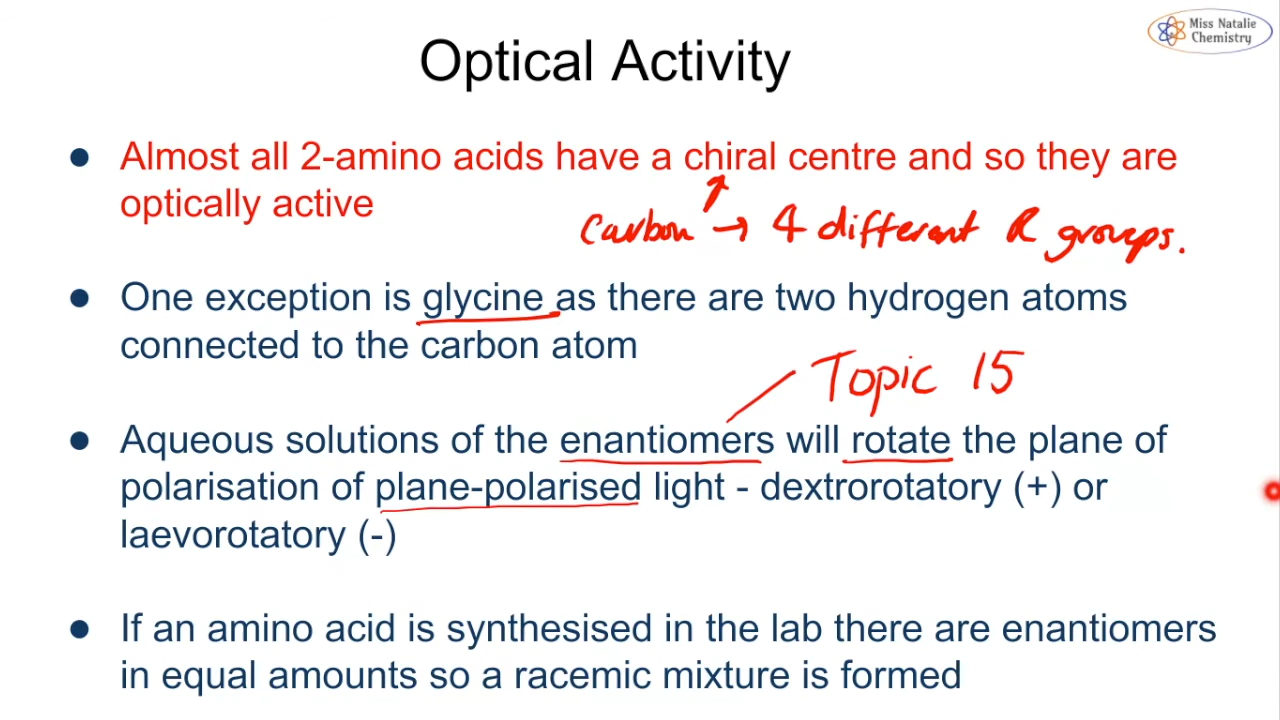 Miss Natalie
Chemistry
Optical Activity
● Almost all 2-amino acids have a chiral centre and so they are
optically active
carbon → 4 different R groups.
● One exception is glycine as there are two hydrogen atoms
connected to the carbon atom
Topic 15
● Aqueous solutions of the enantiomers will rotate the plane of
polarisation of plane-polarised light - dextrorotatory (+) or
laevorotatory (-)
● If an amino acid is synthesised in the lab there are enantiomers
in equal amounts so a racemic mixture is formed